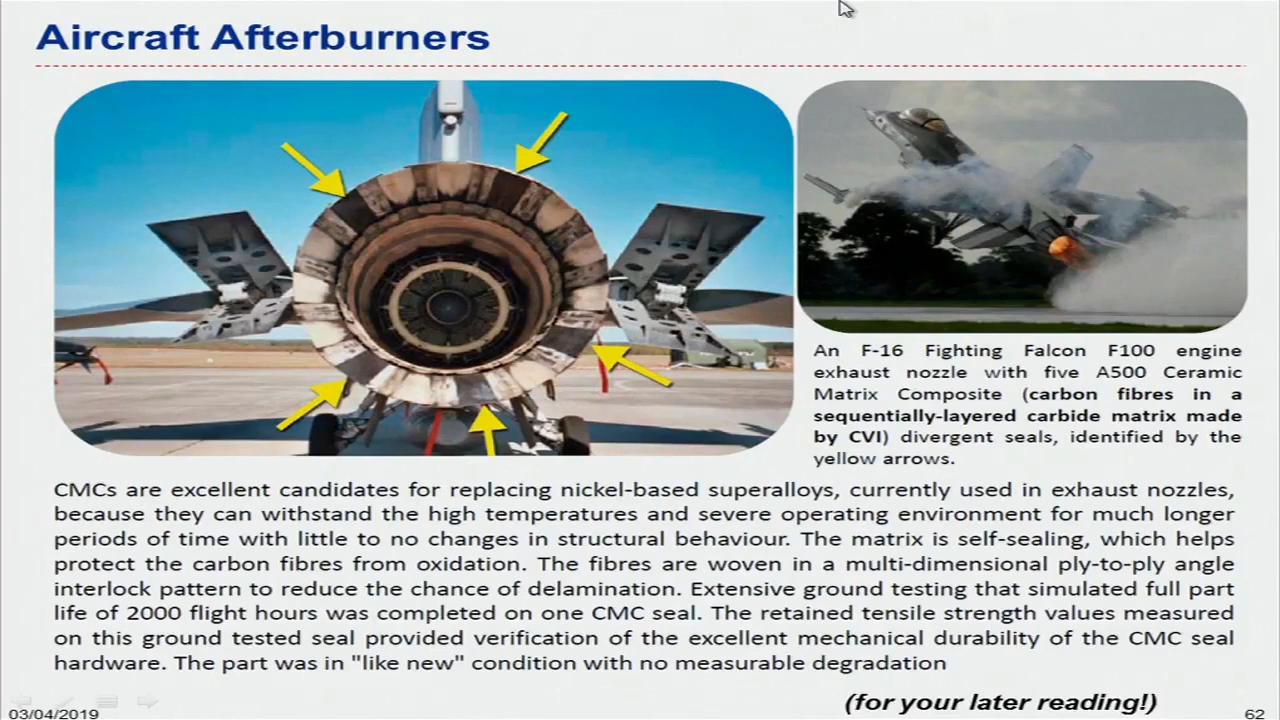 Aircraft Afterburners
An F-16 Fighting Falcon F100 engine
exhaust nozzle with five A500 Ceramic
Matrix Composite (carbon fibres in a
sequentially-layered carbide matrix made
by CVI) divergent seals, identified by the
yellow arrows.
CMCs are excellent candidates for replacing nickel-based superalloys, currently used in exhaust nozzles,
because they can withstand the high temperatures and severe operating environment for much longer
periods of time with little to no changes in structural behaviour. The matrix is self-sealing, which helps
protect the carbon fibres from oxidation. The fibres are woven in a multi-dimensional ply-to-ply angle
interlock pattern to reduce the chance of delamination. Extensive ground testing that simulated full part
life of 2000 flight hours was completed on one CMC seal. The retained tensile strength values measured
on this ground tested seal provided verification of the excellent mechanical durability of the CMC seal
hardware. The part was in "like new" condition with no measurable degradation
(for your later reading!)
03/04/2019
62